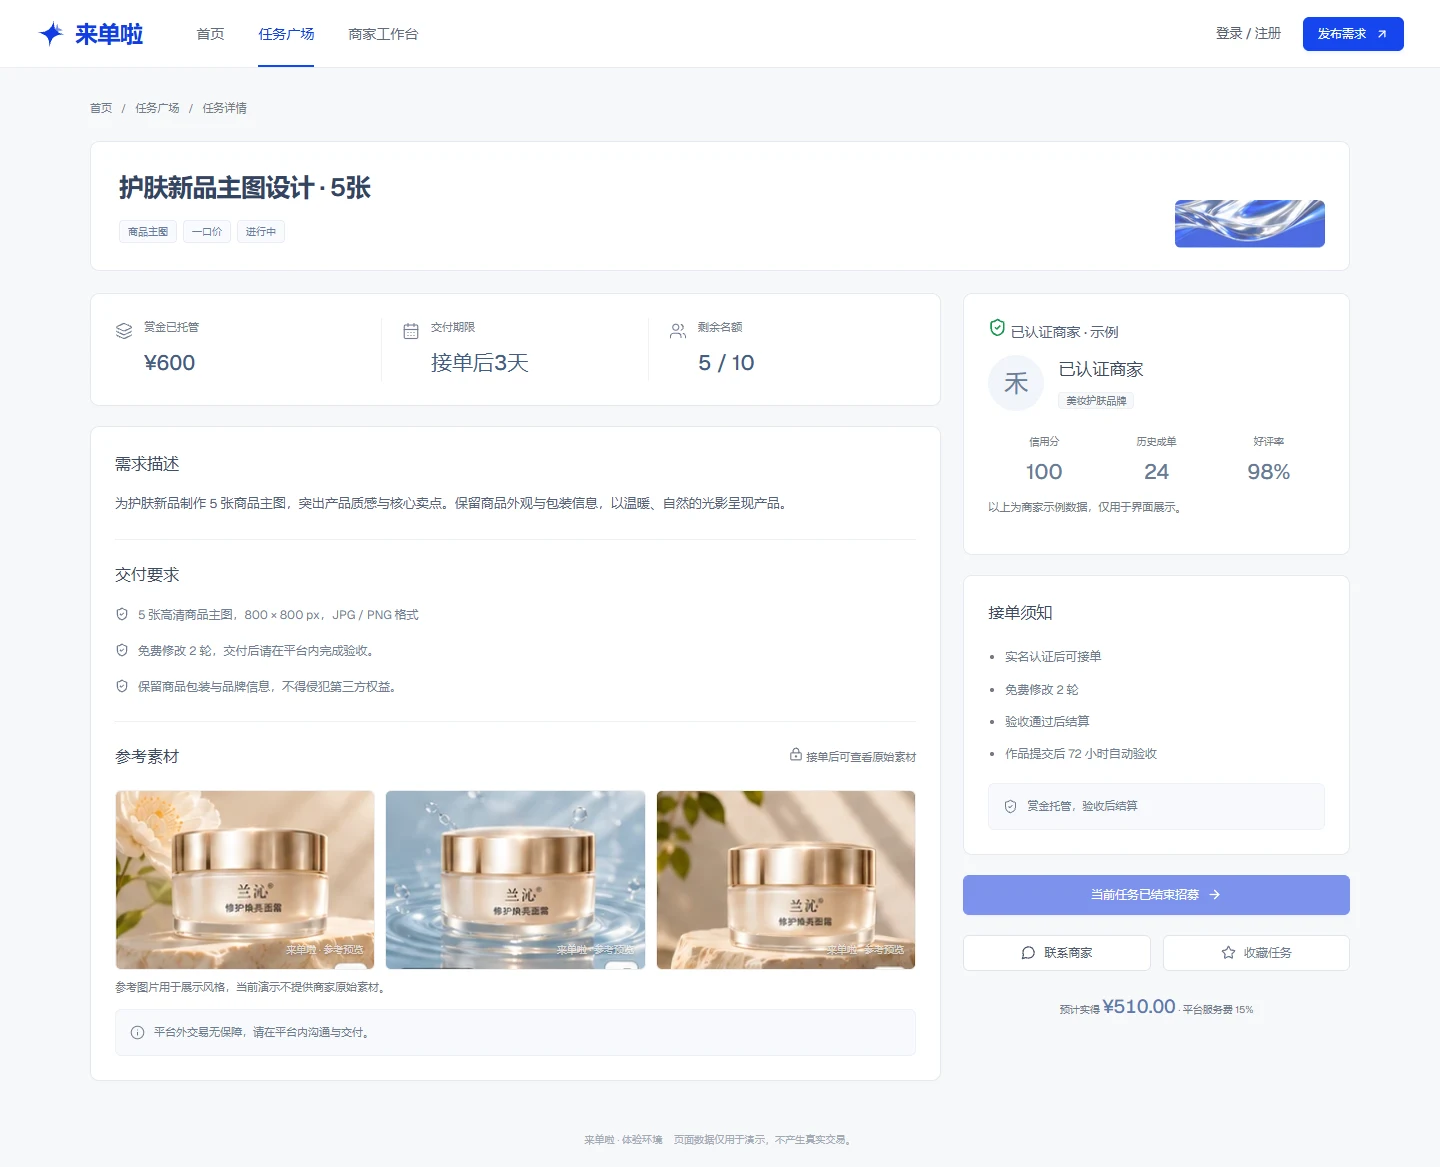 来单啦
首页
任务广场
商家工作台
登录 / 注册
发布需求
首页 / 任务广场 / 任务详情
护肤新品主图设计 · 5张
商品主图
一口价
进行中
赏金已托管
¥600
交付期限
接单后3天
剩余名额
5 / 10
需求描述
为护肤新品制作 5 张商品主图，突出产品质感与核心卖点。保留商品外观与包装信息，以温暖、自然的光影呈现产品。
交付要求
5 张高清商品主图，800 × 800 px，JPG / PNG 格式
免费修改 2 轮，交付后请在平台内完成验收。
保留商品包装与品牌信息，不得侵犯第三方权益。
参考素材
接单后可查看原始素材
兰沁®
修护焕亮面霜
来单啦 · 参考预览
兰沁®
修护焕亮面霜
来单啦 · 参考预览
兰沁®
修护焕亮面霜
来单啦 · 参考预览
参考图片用于展示风格，当前演示不提供商家原始素材。
平台外交易无保障，请在平台内沟通与交付。
已认证商家 · 示例
禾
已认证商家
美妆护肤品牌
信用分
100
历史成单
24
好评率
98%
以上为商家示例数据，仅用于界面展示。
接单须知
• 实名认证后可接单
• 免费修改 2 轮
• 验收通过后结算
• 作品提交后 72 小时自动验收
赏金托管，验收后结算
当前任务已结束招募
联系商家
收藏任务
预计实得 ¥510.00 · 平台服务费 15%
来单啦 · 体验环境 页面数据仅用于演示，不产生真实交易。